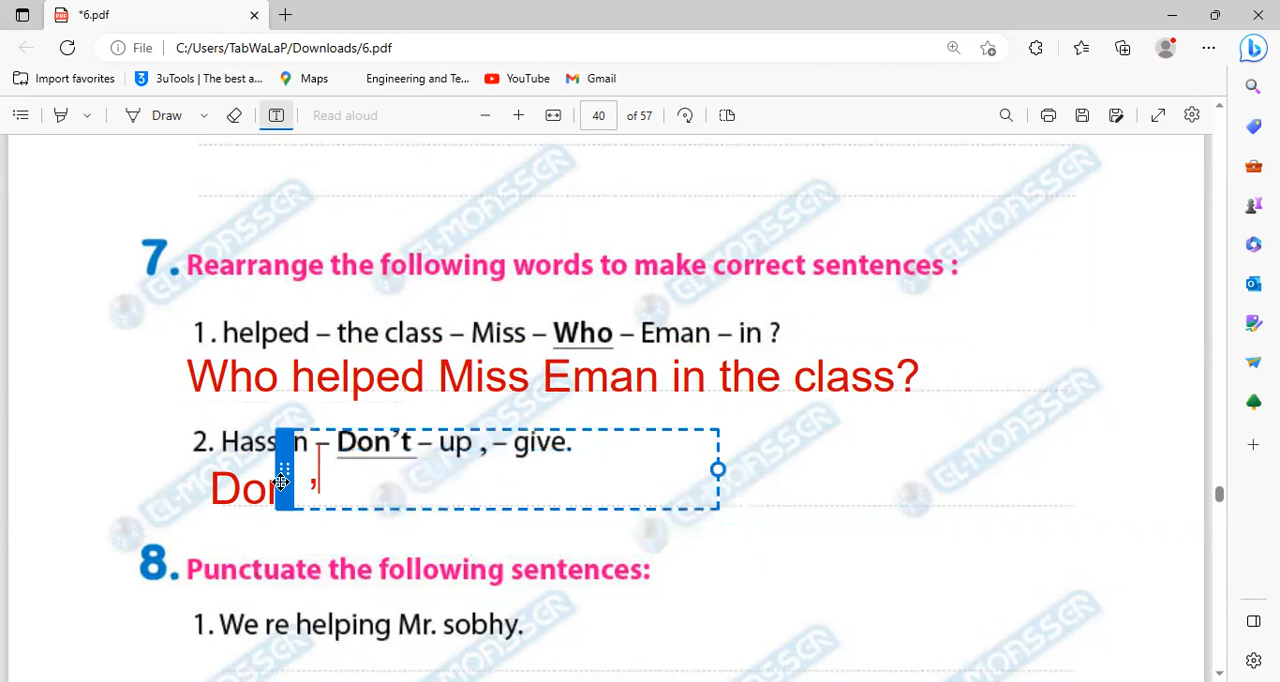 *6.pdf
File C:/Users/TabWaLaP/Downloads/6.pdf
Import favorites 3uTools | The best a... Maps Engineering and Te... YouTube Gmail
Draw Read aloud 40 of 57
7. Rearrange the following words to make correct sentences :
1. helped – the class – Miss – Who – Eman – in ?
Who helped Miss Eman in the class?
2. Hassan – Don't – up , – give.
Don ,
8. Punctuate the following sentences:
1. We re helping Mr. sobhy.